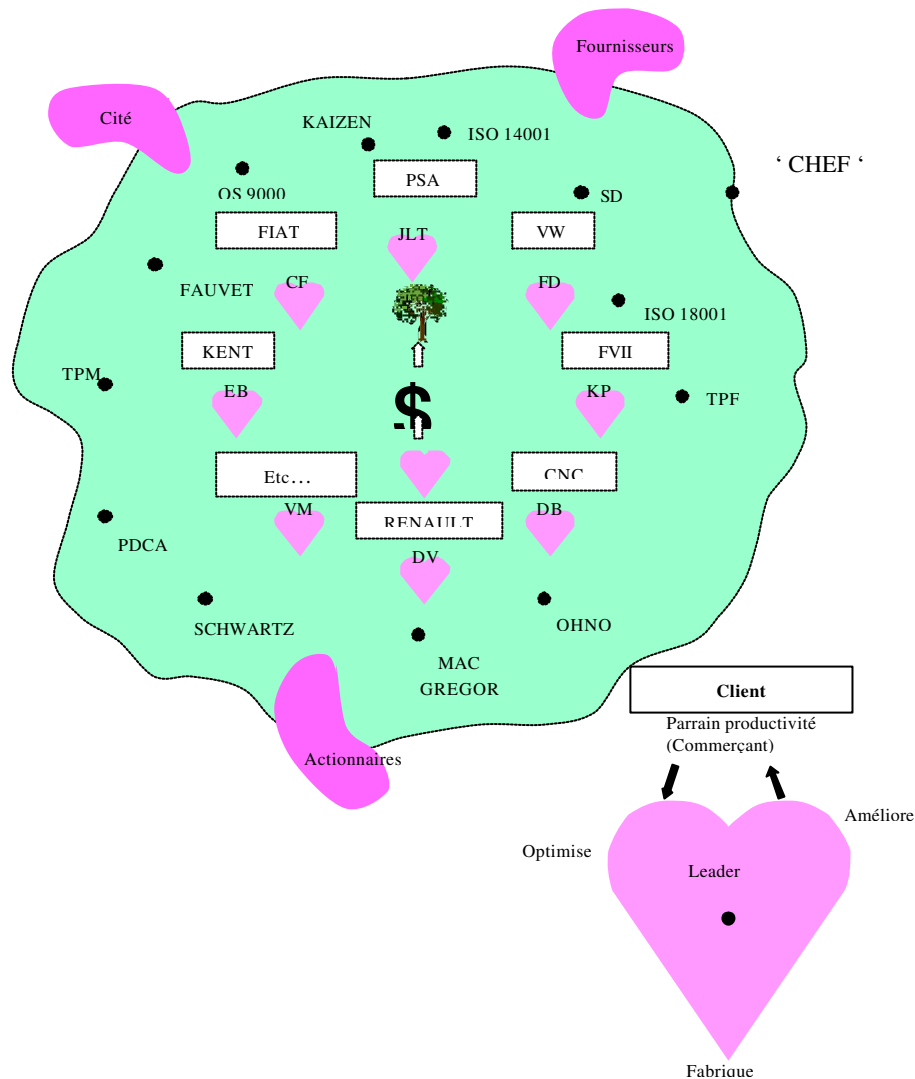 Fournisseurs
Cité
KAIZEN
ISO 14001
‘ CHEF ‘
PSA
QS 9000
SD
FIAT
JLT
VW
FAUVET
CF
FD
ISO 18001
KENT
FVII
TPM
EB
$
KP
TPF
Etc…
CNC
VM
RENAULT
DB
PDCA
DV
SCHWARTZ
OHNO
MAC
GREGOR
Client
Parrain productivité
(Commerçant)
Actionnaires
Améliore
Optimise
Leader
Fabrique